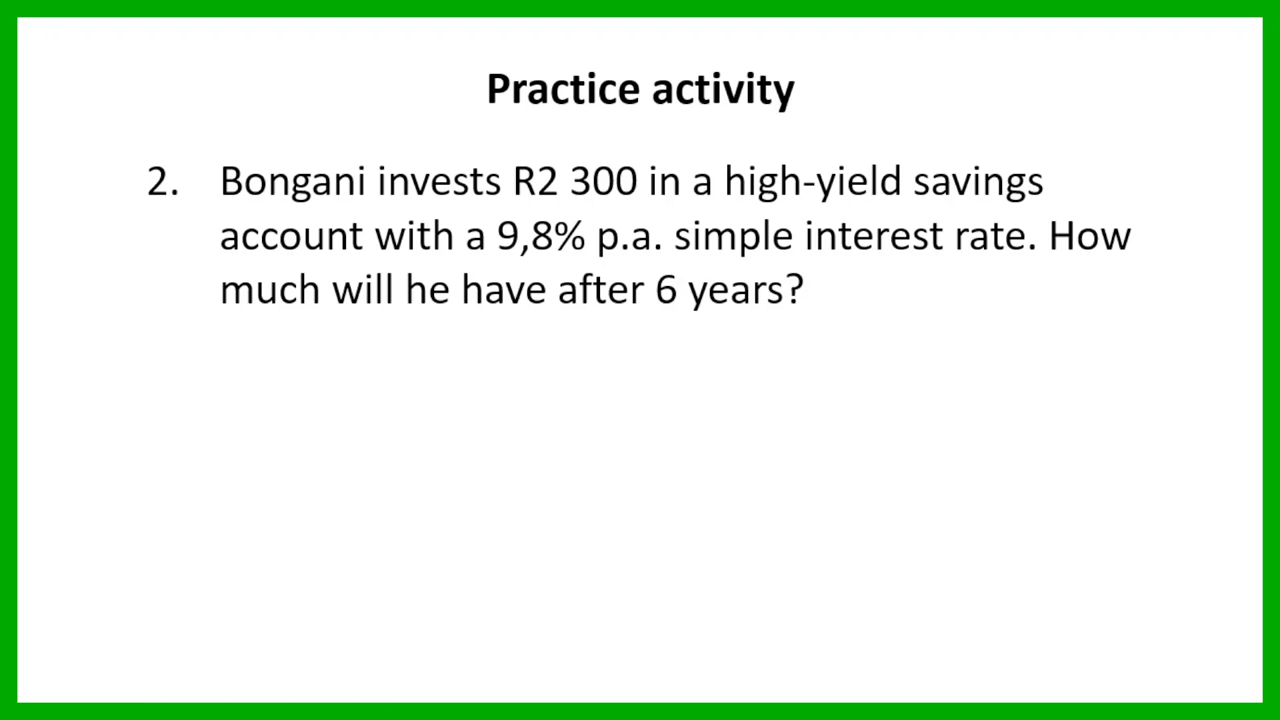 Practice activity
2. Bongani invests R2 300 in a high-yield savings
account with a 9,8% p.a. simple interest rate. How
much will he have after 6 years?